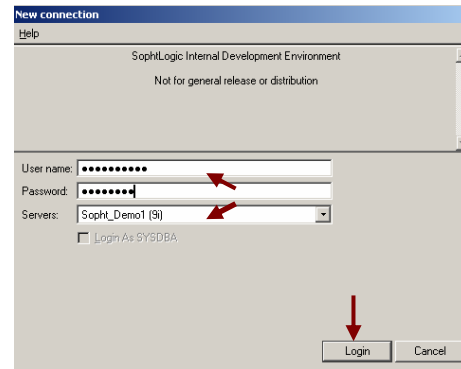 New connection
Help
SophtLogic Internal Development Environment
Not for general release or distribution
User name: ●●●●●●●●●●
Password: ●●●●●●●●
Servers: Sopht_Demo1 (9i)
Login As SYSDBA
Login Cancel